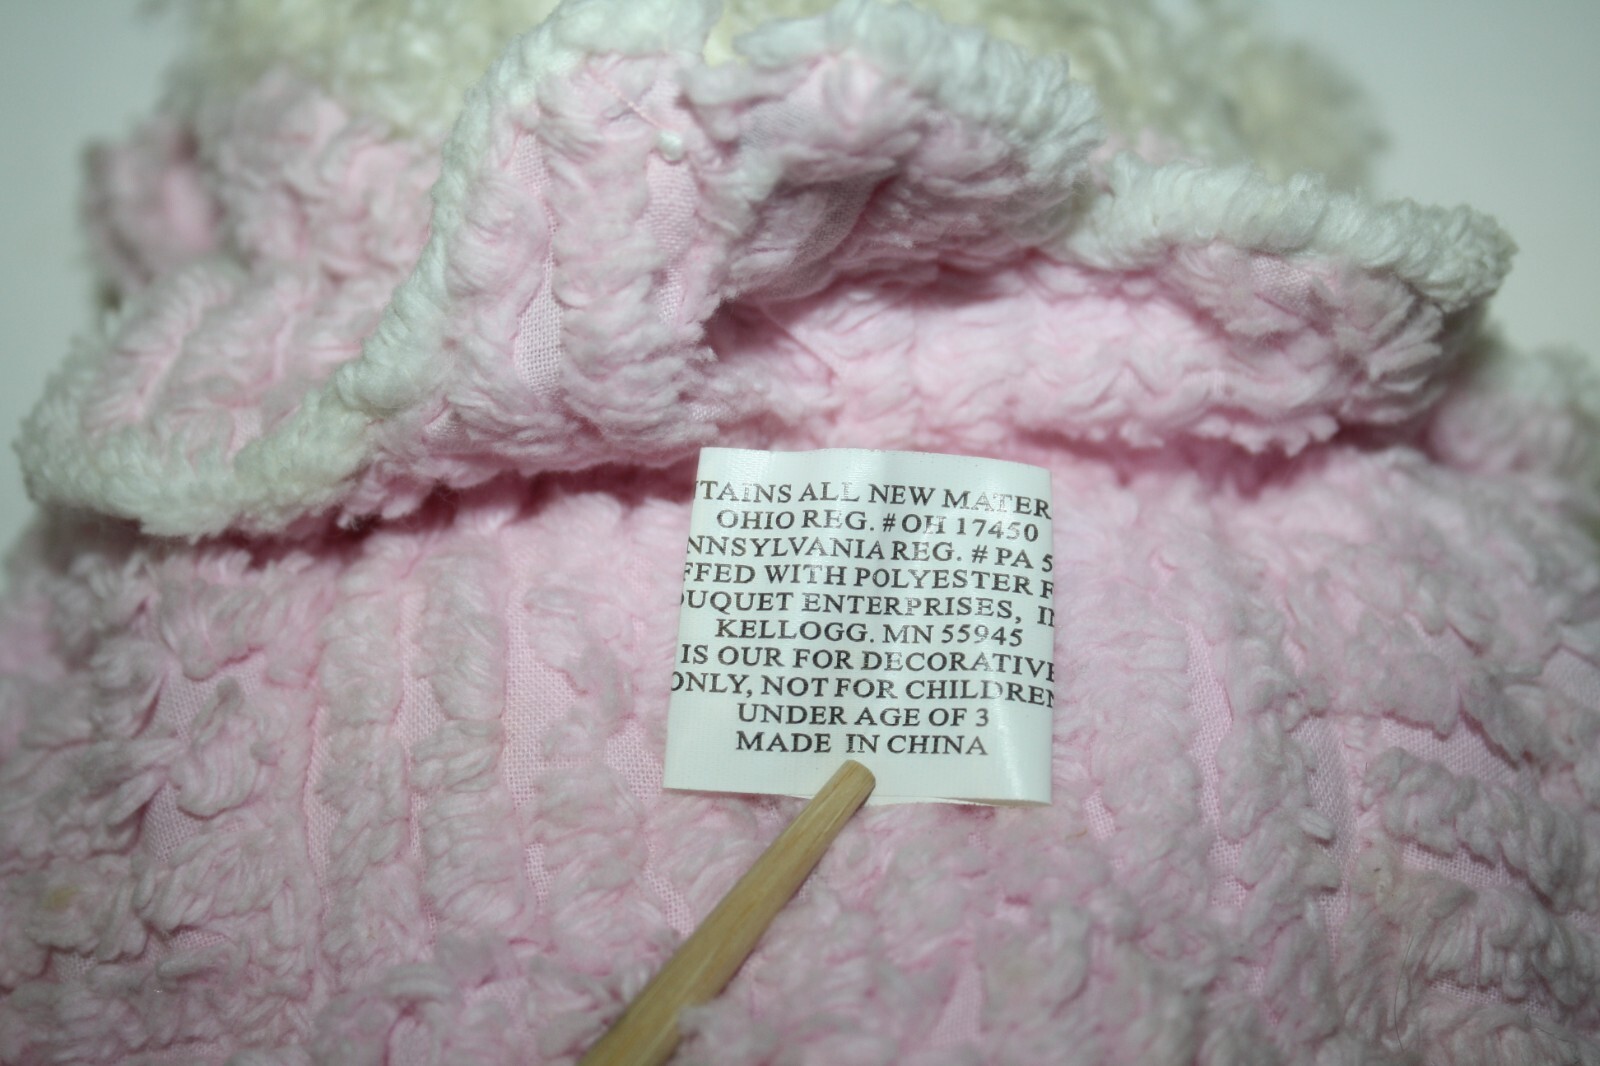 TAINS ALL NEW MATER
OHIO REG. # OH 17450
NNSYLVANIA REG. # PA 5
FFED WITH POLYESTER F
OUQUET ENTERPRISES, IN
KELLOGG. MN 55945
IS OUR FOR DECORATIVE
ONLY, NOT FOR CHILDREN
UNDER AGE OF 3
MADE IN CHINA